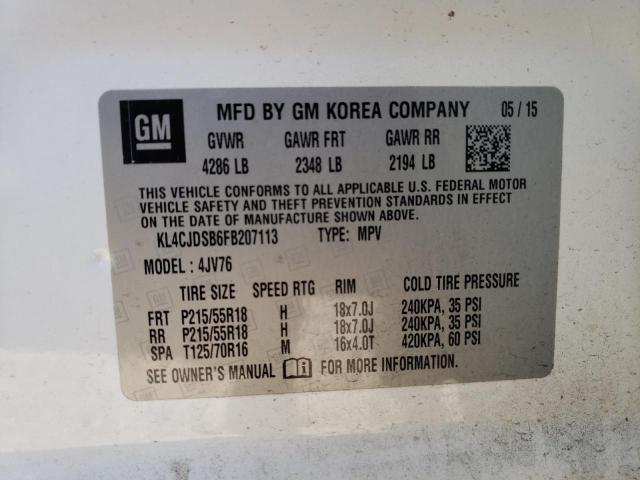 GM
MFD BY GM KOREA COMPANY 05 / 15
GVWR GAWR FRT GAWR RR
4286 LB 2348 LB 2194 LB
THIS VEHICLE CONFORMS TO ALL APPLICABLE U.S. FEDERAL MOTOR
VEHICLE SAFETY AND THEFT PREVENTION STANDARDS IN EFFECT
ON THE DATE OF MANUFACTURE SHOWN ABOVE.
KL4CJDSB6FB207113 TYPE: MPV
MODEL : 4JV76
TIRE SIZE SPEED RTG RIM COLD TIRE PRESSURE
FRT P215/55R18 H 18x7.0J 240KPA, 35 PSI
RR P215/55R18 H 18x7.0J 240KPA, 35 PSI
SPA T125/70R16 M 16x4.0T 420KPA, 60 PSI
SEE OWNER'S MANUAL i FOR MORE INFORMATION.